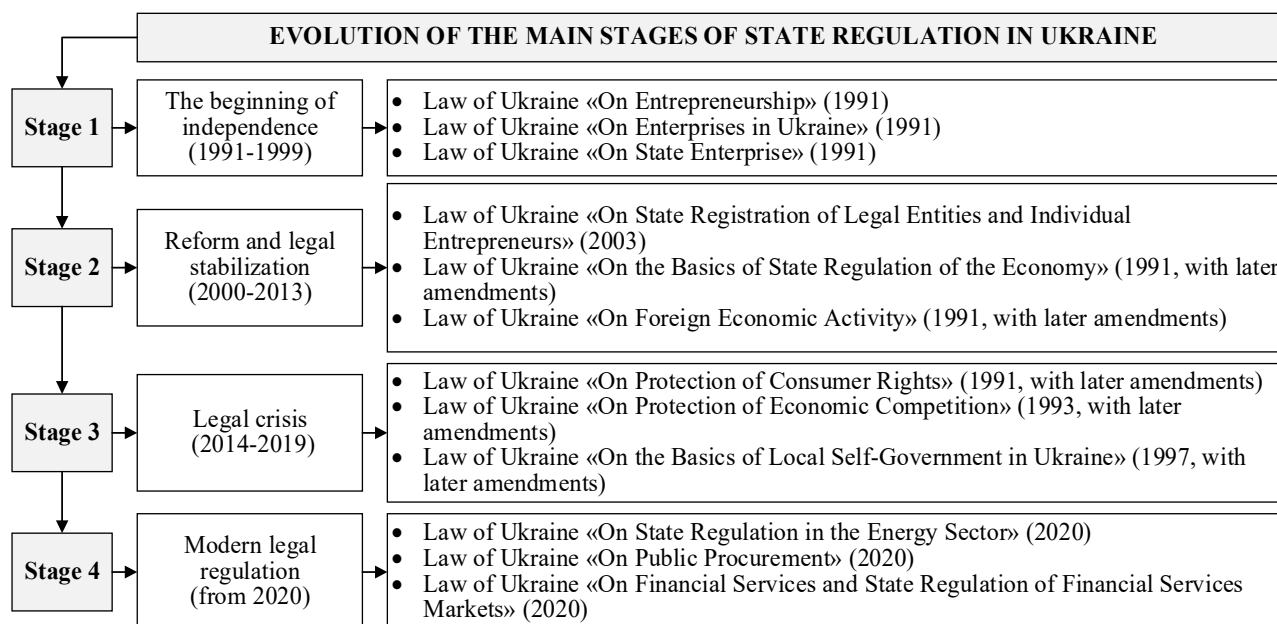 EVOLUTION OF THE MAIN STAGES OF STATE REGULATION IN UKRAINE
Stage 1
The beginning of
independence
(1991-1999)
• Law of Ukraine «On Entrepreneurship» (1991)
• Law of Ukraine «On Enterprises in Ukraine» (1991)
• Law of Ukraine «On State Enterprise» (1991)
Stage 2
Reform and legal
stabilization
(2000-2013)
• Law of Ukraine «On State Registration of Legal Entities and Individual
Entrepreneurs» (2003)
• Law of Ukraine «On the Basics of State Regulation of the Economy» (1991, with later
amendments)
• Law of Ukraine «On Foreign Economic Activity» (1991, with later amendments)
Stage 3
Legal crisis
(2014-2019)
• Law of Ukraine «On Protection of Consumer Rights» (1991, with later amendments)
• Law of Ukraine «On Protection of Economic Competition» (1993, with later
amendments)
• Law of Ukraine «On the Basics of Local Self-Government in Ukraine» (1997, with
later amendments)
Stage 4
Modern legal
regulation
(from 2020)
• Law of Ukraine «On State Regulation in the Energy Sector» (2020)
• Law of Ukraine «On Public Procurement» (2020)
• Law of Ukraine «On Financial Services and State Regulation of Financial Services
Markets» (2020)